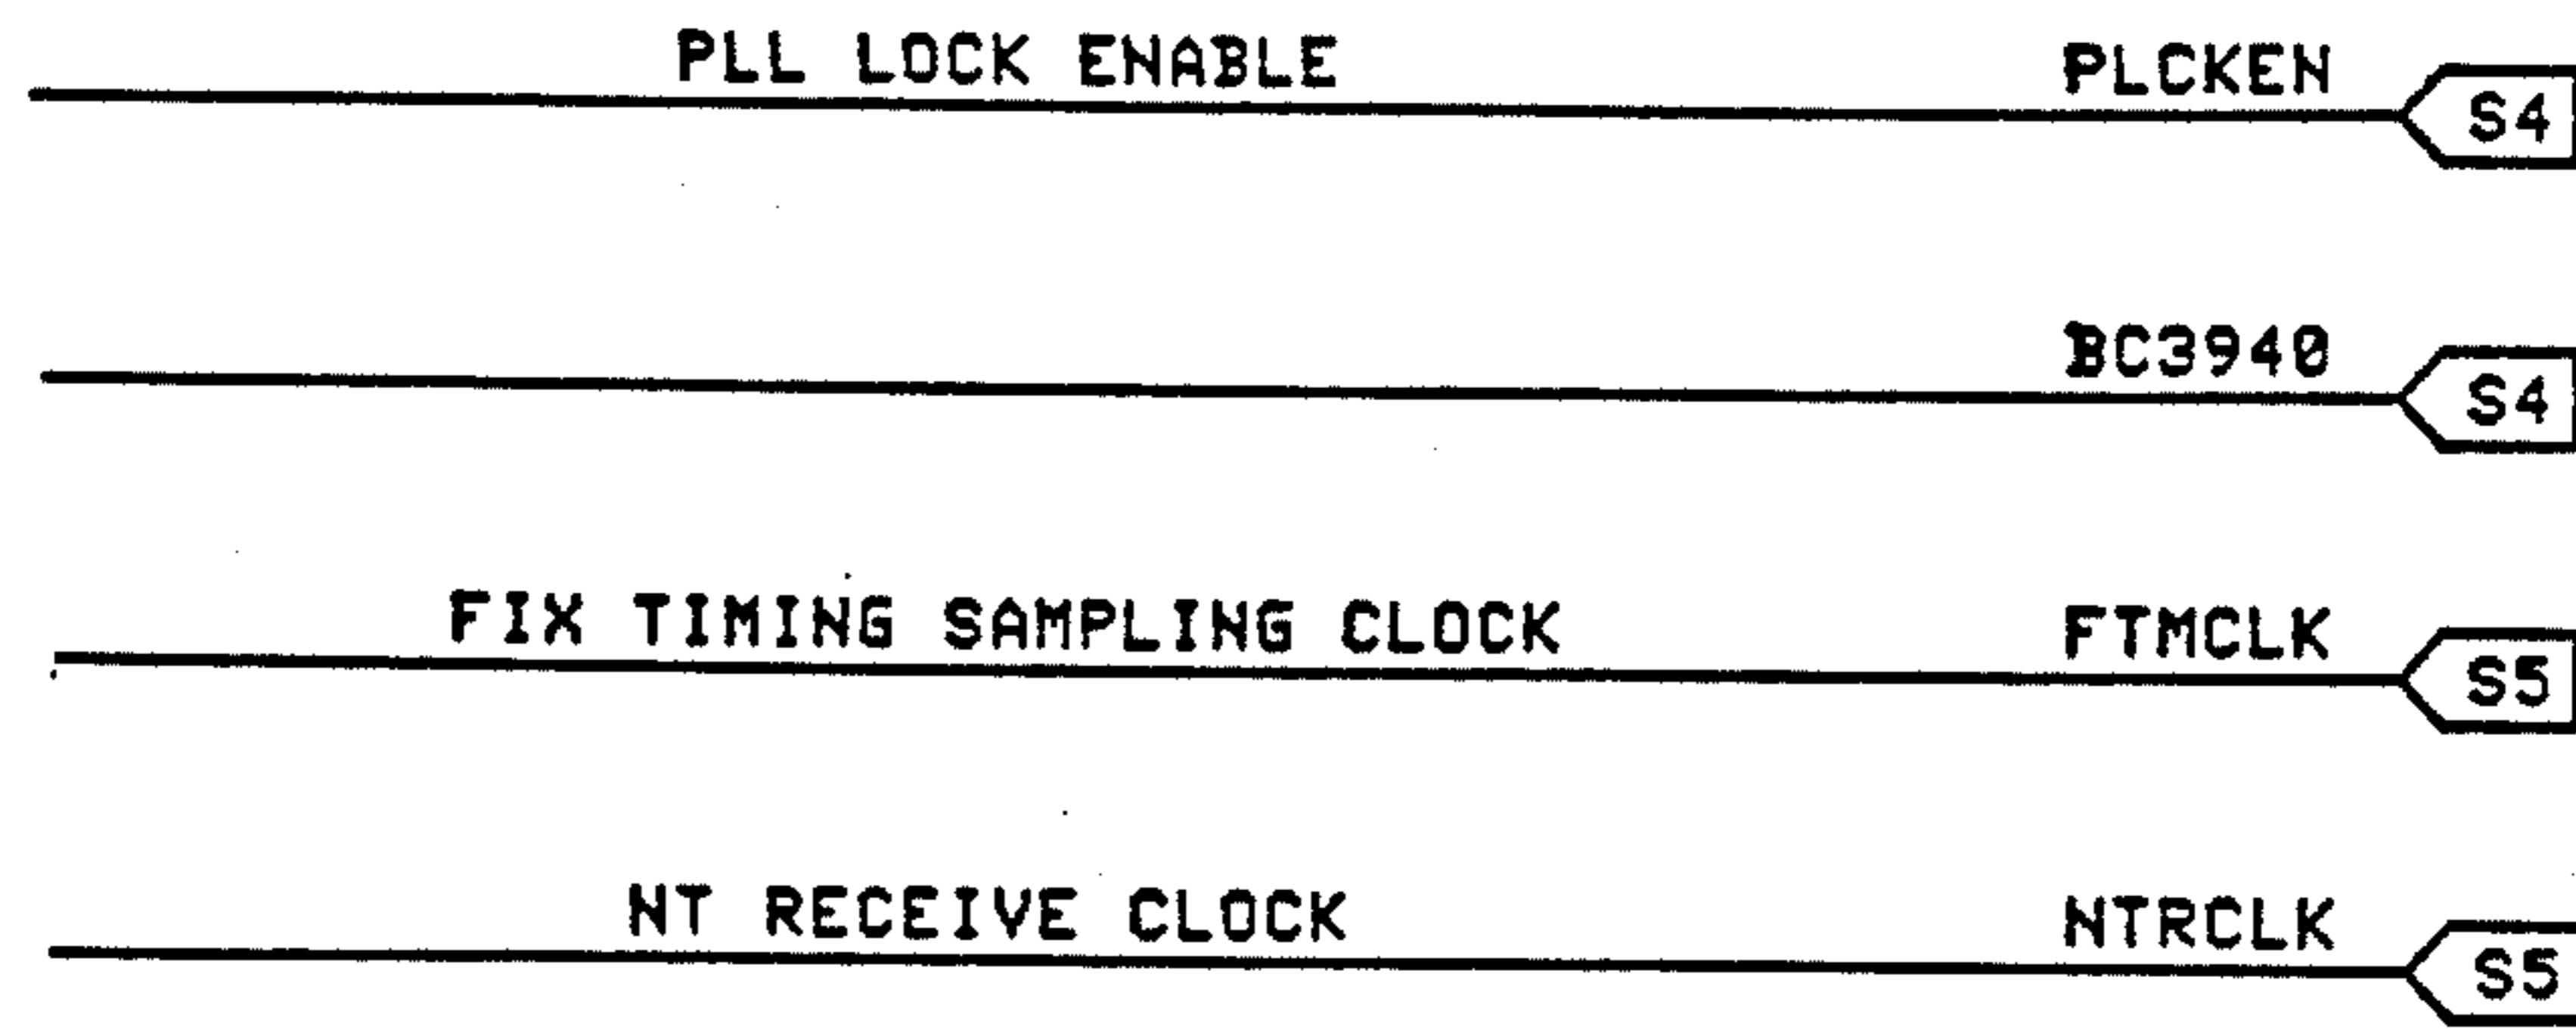 PLL LOCK ENABLE PLCKEN S4
BC3940 S4
FIX TIMING SAMPLING CLOCK FTMCLK S5
NT RECEIVE CLOCK NTRCLK S5